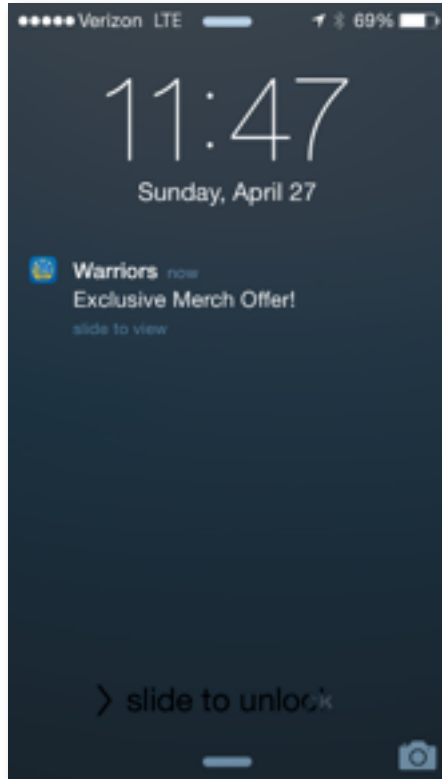 Verizon LTE 69%
11:47
Sunday, April 27
Warriors now
Exclusive Merch Offer!
slide to view
slide to unlock